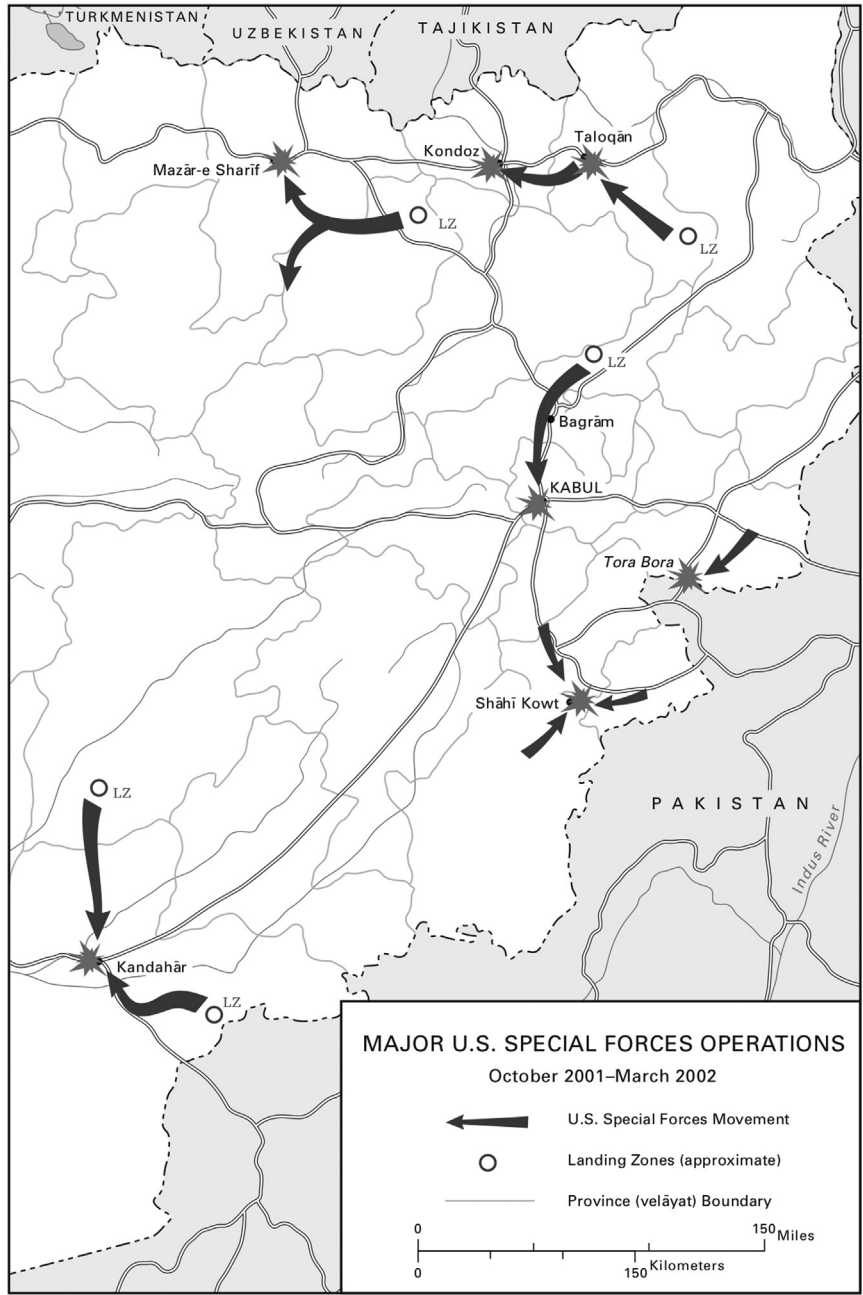 TURKMENISTAN
UZBEKISTAN
TAJIKISTAN
Mazār-e Sharīf
Kondoz
Taloqān
LZ
LZ
LZ
Bagrām
KABUL
Tora Bora
Shāhī Kowt
LZ
PAKISTAN
Indus River
Kandahār
LZ
MAJOR U.S. SPECIAL FORCES OPERATIONS
October 2001–March 2002
U.S. Special Forces Movement
Landing Zones (approximate)
Province (velāyat) Boundary
0
150 Miles
0
150 Kilometers